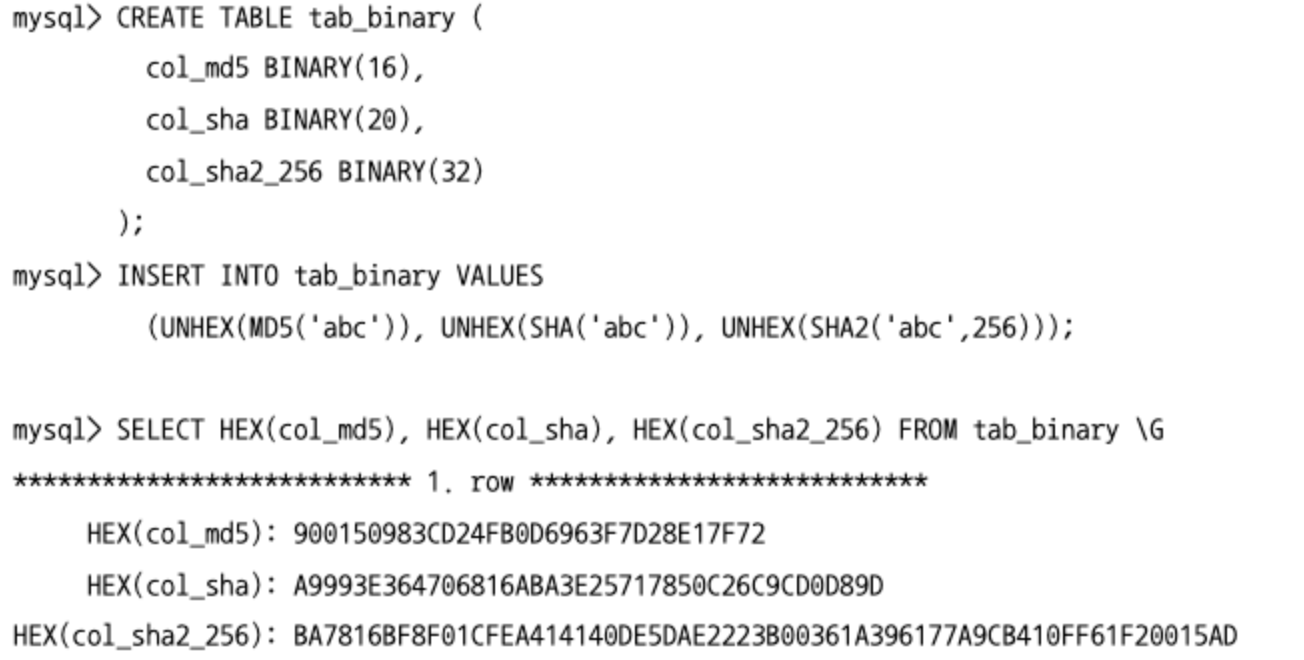 mysql> CREATE TABLE tab_binary (
col_md5 BINARY(16),
col_sha BINARY(20),
col_sha2_256 BINARY(32)
);
mysql> INSERT INTO tab_binary VALUES
(UNHEX(MD5('abc')), UNHEX(SHA('abc')), UNHEX(SHA2('abc',256)));
mysql> SELECT HEX(col_md5), HEX(col_sha), HEX(col_sha2_256) FROM tab_binary \G
*************************** 1. row ***************************
HEX(col_md5): 900150983CD24FB0D6963F7D28E17F72
HEX(col_sha): A9993E364706816ABA3E25717850C26C9CD0D89D
HEX(col_sha2_256): BA7816BF8F01CFEA414140DE5DAE2223B00361A396177A9CB410FF61F20015AD